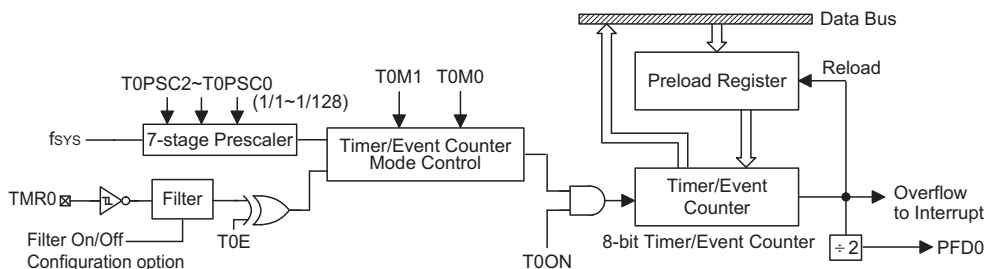 Data Bus
T0PSC2~T0PSC0
(1/1~1/128)
T0M1
T0M0
Preload Register
Reload
fSYS
7-stage Prescaler
Timer/Event Counter
Mode Control
TMR0
Filter
T0E
Filter On/Off
Configuration option
T0ON
Timer/Event
Counter
8-bit Timer/Event Counter
Overflow
to Interrupt
÷2
PFD0